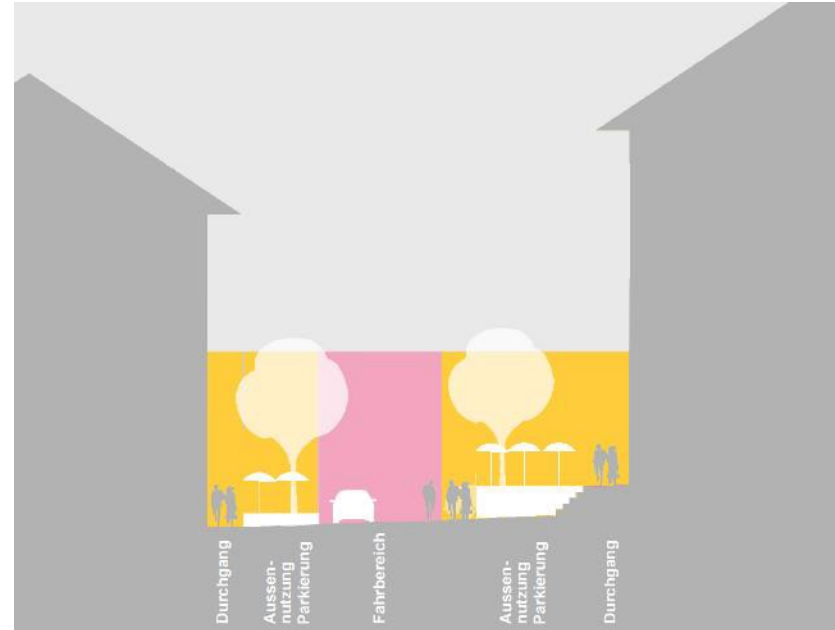 Durchgang
Aussen-
nutzung
Parkierung
Fahrbereich
Aussen-
nutzung
Parkierung
Durchgang